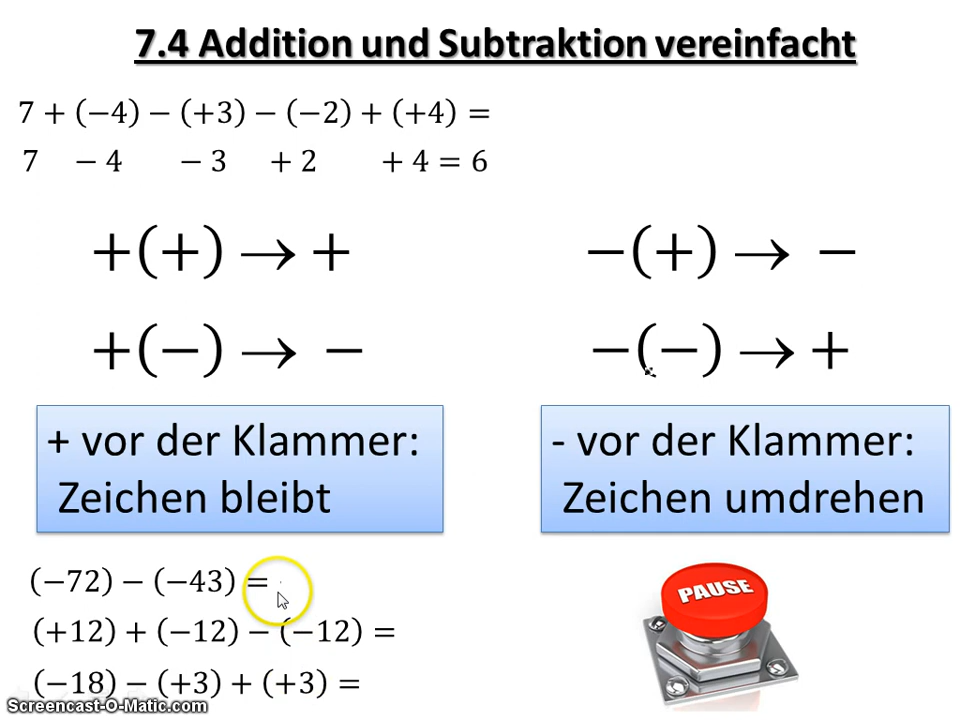 7.4 Addition und Subtraktion vereinfacht
7 + (−4) − (+3) − (−2) + (+4) =
7 − 4 − 3 + 2 + 4 = 6
+(+) → +
−(+) → −
+(−) → −
−(−) → +
+ vor der Klammer:
Zeichen bleibt
- vor der Klammer:
Zeichen umdrehen
(−72) − (−43) =
(+12) + (−12) − (−12) =
(−18) − (+3) + (+3) =
PAUSE
Screencast-O-Matic.com